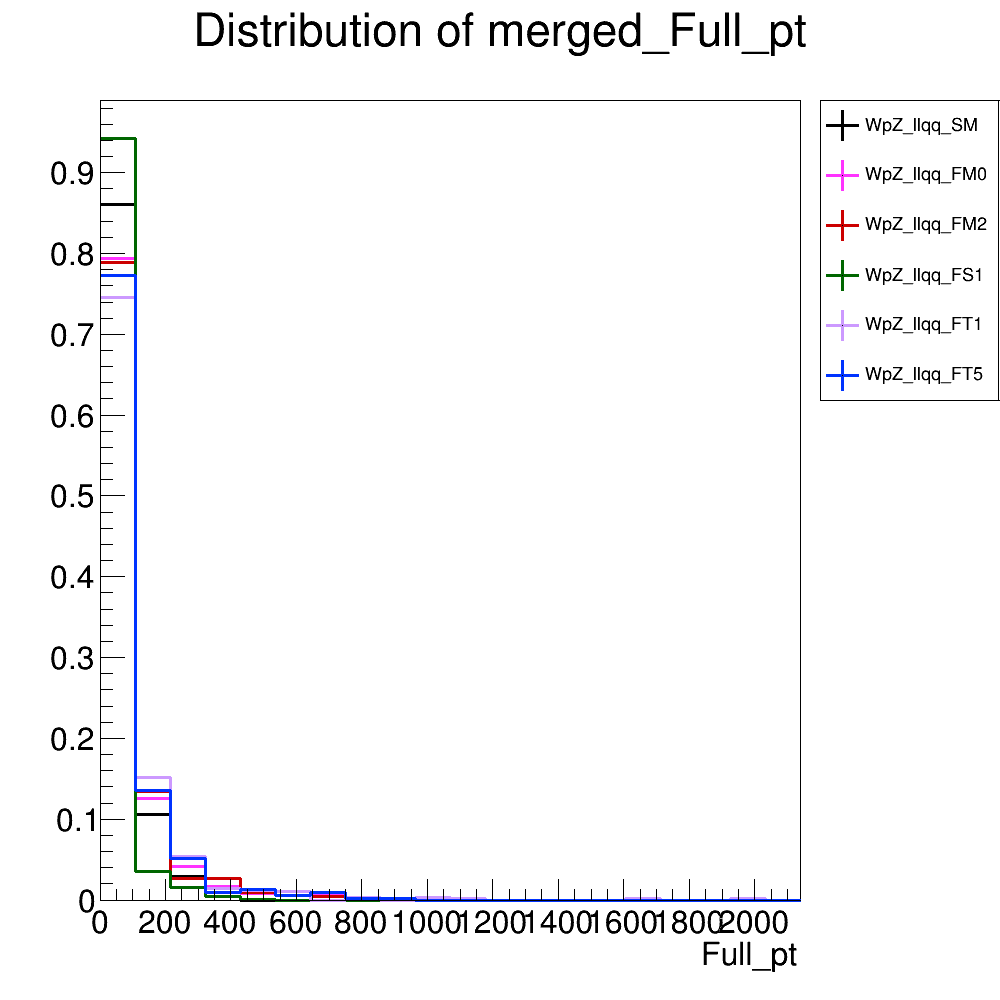 Distribution of merged_Full_pt
WpZ_llqq_SM
WpZ_llqq_FM0
WpZ_llqq_FM2
WpZ_llqq_FS1
WpZ_llqq_FT1
WpZ_llqq_FT5
0.9
0.8
0.7
0.6
0.5
0.4
0.3
0.2
0.1
0
0 200 400 600 800 1000 1200 1400 1600 1800 2000
Full_pt